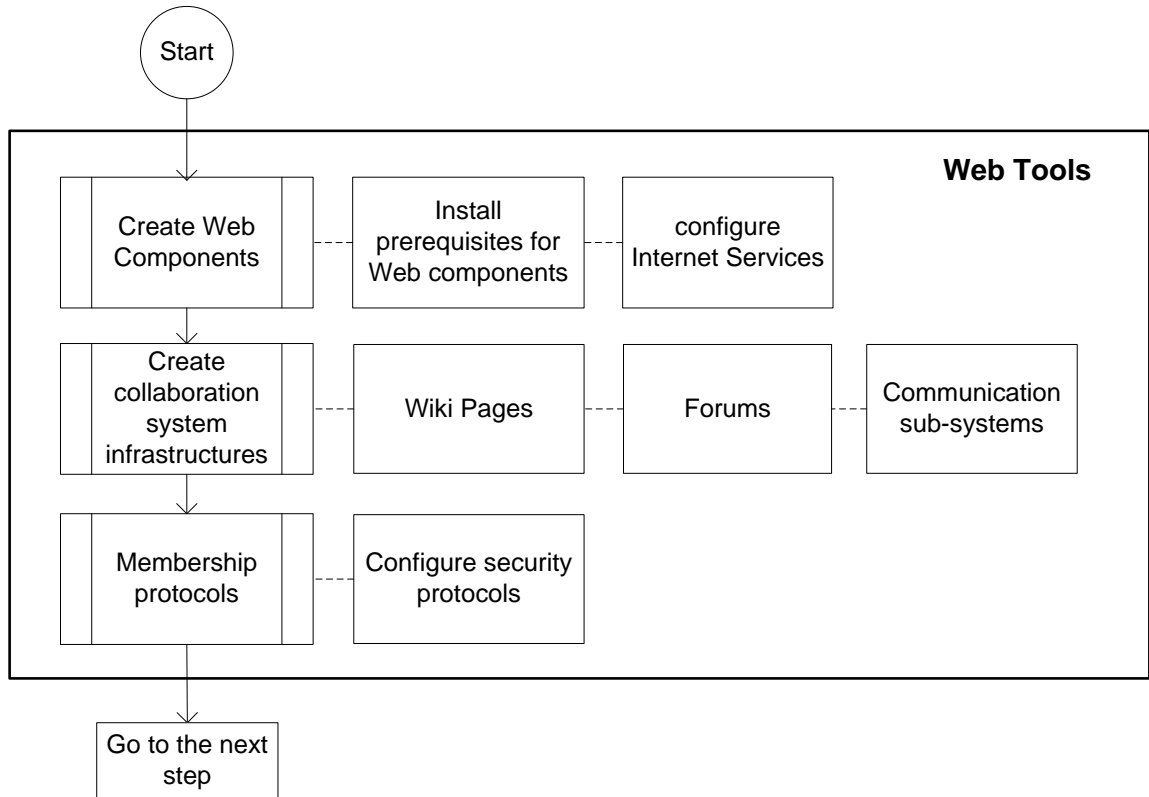 Start
Web Tools
Create Web
Components
Install
prerequisites for
Web components
configure
Internet Services
Create
collaboration
system
infrastructures
Wiki Pages
Forums
Communication
sub-systems
Membership
protocols
Configure security
protocols
Go to the next
step